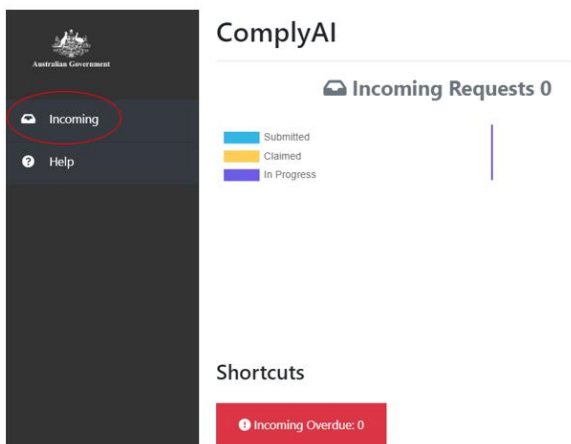 Australian Government
Incoming
Help
ComplyAI
Incoming Requests 0
Submitted
Claimed
In Progress
Shortcuts
Incoming Overdue: 0